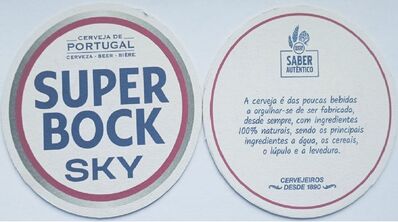 CERVEJA DE
PORTUGAL
CERVEZA - BEER - BIÈRE
SUPER
BOCK
SKY
SABER
AUTÊNTICO
A cerveja é das poucas bebidas
a orgulhar-se de ser fabricada,
desde sempre, com ingredientes
100% naturais, sendo os principais
ingredientes a água, os cereais,
o lúpulo e a levedura.
CERVEJEIROS
DESDE 1890